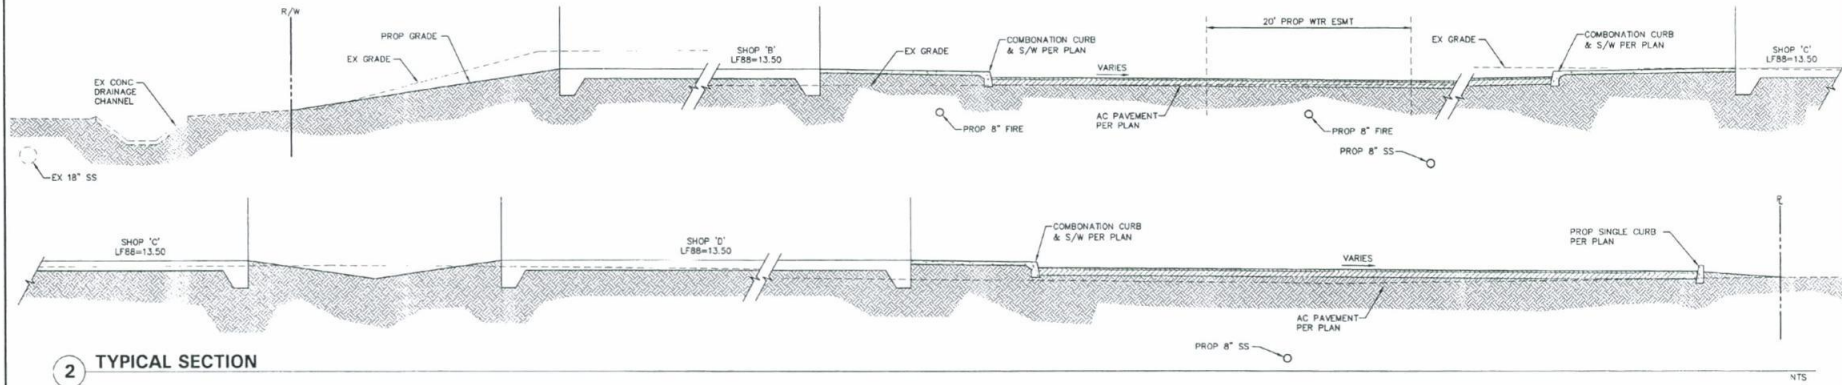 R/W
PROP GRADE
EX GRADE
EX CONC
DRAINAGE
CHANNEL
EX 18" SS
SHOP 'B'
LF88=13.50
EX GRADE
COMBONATION CURB
& S/W PER PLAN
VARIES
20' PROP WTR ESMT
EX GRADE
COMBONATION CURB
& S/W PER PLAN
SHOP 'C'
LF88=13.50
PROP 8" FIRE
AC PAVEMENT
PER PLAN
PROP 8" FIRE
PROP 8" SS
SHOP 'C'
LF88=13.50
SHOP 'D'
LF88=13.50
COMBONATION CURB
& S/W PER PLAN
VARIES
PROP SINGLE CURB
PER PLAN
AC PAVEMENT
PER PLAN
PROP 8" SS
2 TYPICAL SECTION
NTS